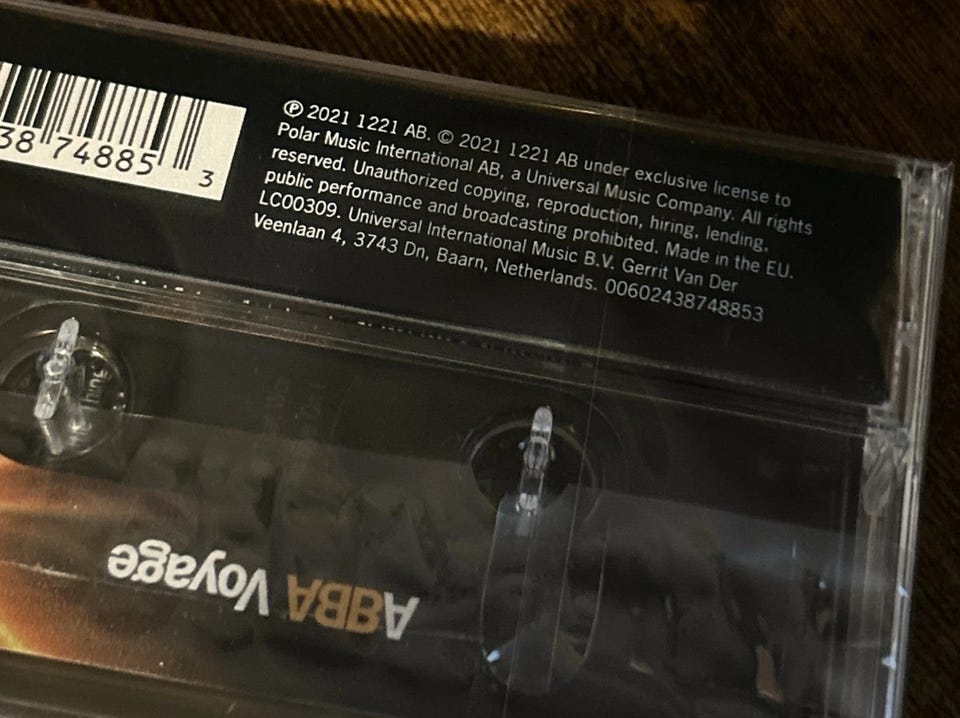 38 74885 3
℗ 2021 1221 AB. © 2021 1221 AB under exclusive license to
Polar Music International AB, a Universal Music Company. All rights
reserved. Unauthorized copying, reproduction, hiring, lending,
public performance and broadcasting prohibited. Made in the EU.
LC00309. Universal International Music B.V. Gerrit Van Der
Veenlaan 4, 3743 Dn, Baarn, Netherlands. 00602438748853
ABBA Voyage